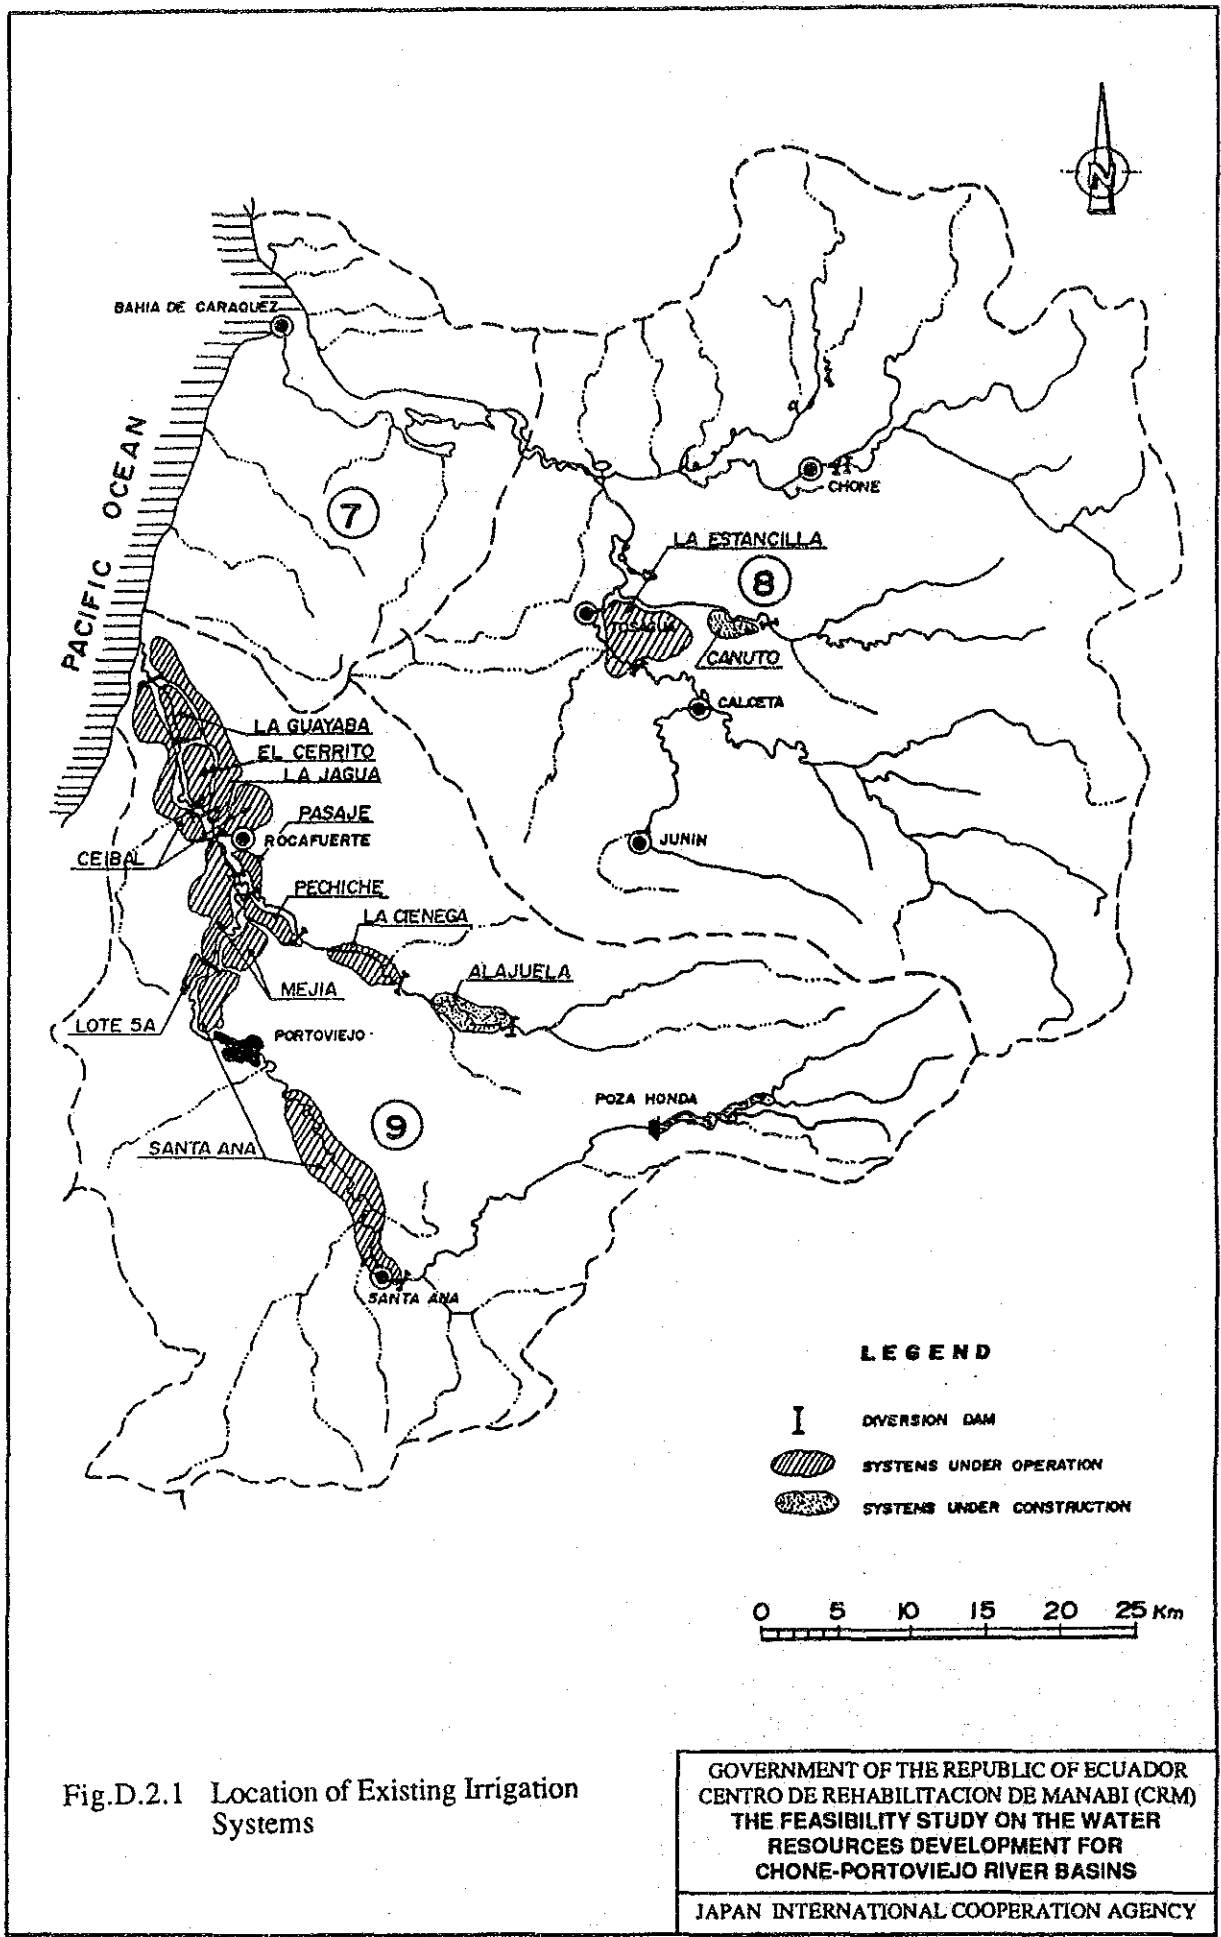 N
BAHIA DE CARAQUEZ
PACIFIC OCEAN
7
CHONE
LA ESTANCILLA
8
TOSAGUA
CANUTO
CALCETA
LA GUAYABA
EL CERRITO
LA JAGUA
PASAJE
ROCAFUERTE
JUNIN
CEIBAL
PECHICHE
LA CIENEGA
ALAJUELA
MEJIA
LOTE 5A
PORTOVIEJO
POZA HONDA
9
SANTA ANA
SANTA ANA
LEGEND
DIVERSION DAM
SYSTENS UNDER OPERATION
SYSTEMS UNDER CONSTRUCTION
0 5 10 15 20 25 Km
Fig.D.2.1 Location of Existing Irrigation
Systems
GOVERNMENT OF THE REPUBLIC OF ECUADOR
CENTRO DE REHABILITACION DE MANABI (CRM)
THE FEASIBILITY STUDY ON THE WATER
RESOURCES DEVELOPMENT FOR
CHONE-PORTOVIEJO RIVER BASINS
JAPAN INTERNATIONAL COOPERATION AGENCY